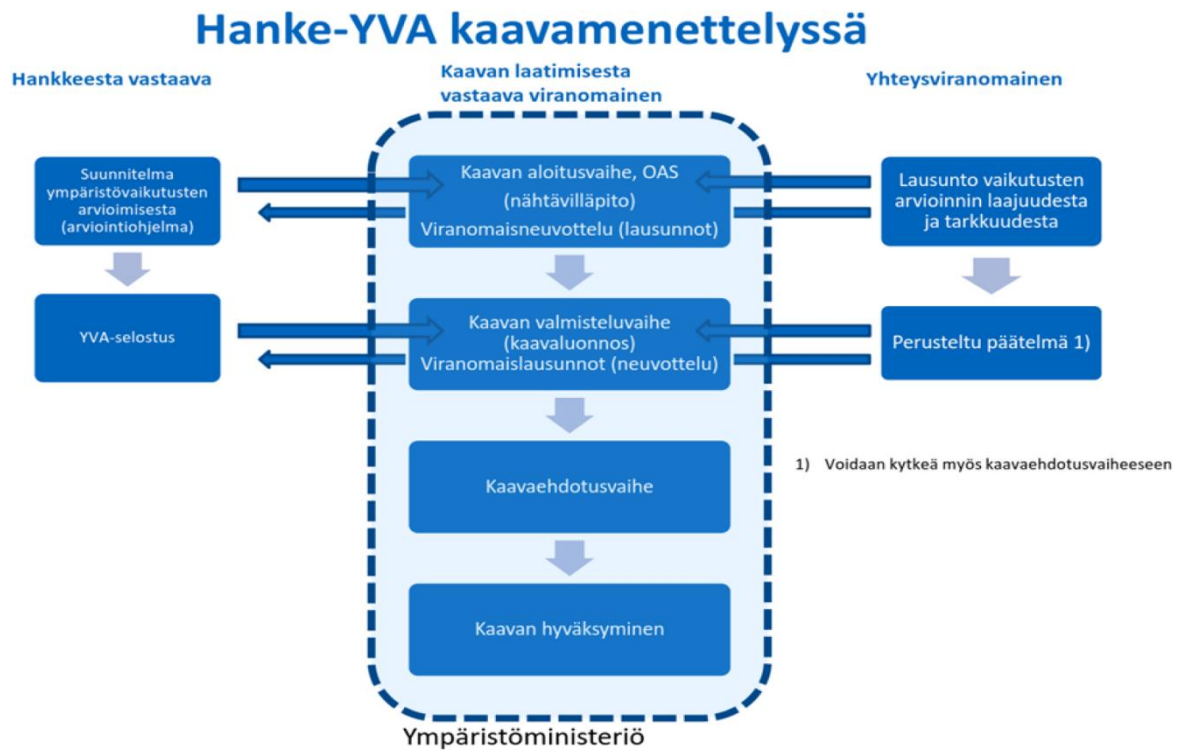 Hanke-YVA kaavamenettelyssä
Hankkeesta vastaava
Kaavan laatimisesta
vastaava viranomainen
Yhteysviranomainen
Suunnitelma
ympäristövaikutusten
arvioimisesta
(arviointiohjelma)
Kaavan aloitusvaihe, OAS
(nähtävilläpito)
Viranomaisneuvottelu (lausunnot)
Lausunto vaikutusten
arvioinnin laajuudesta
ja tarkkuudesta
YVA-selostus
Kaavan valmisteluvaihe
(kaavaluonnos)
Viranomaislausunnot (neuvottelu)
Perusteltu päätelmä 1)
Kaavaehdotusvaihe
1) Voidaan kytkeä myös kaavaehdotusvaiheeseen
Kaavan hyväksyminen
Ympäristöministeriö